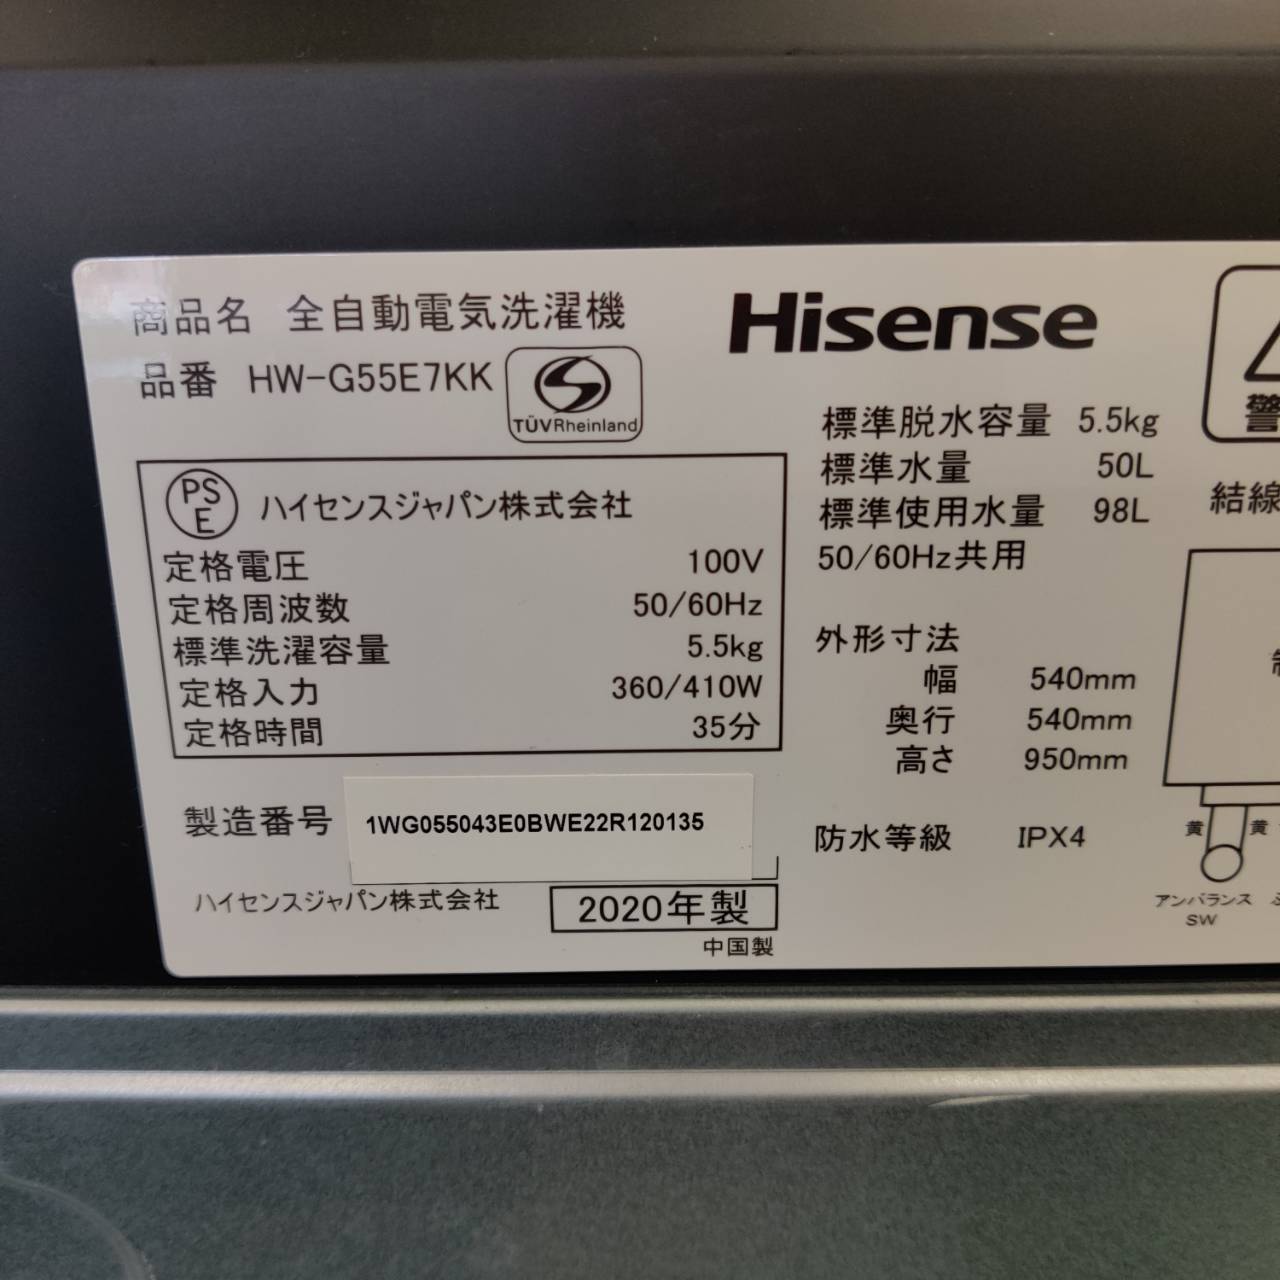 商品名 全自動電気洗濯機
品番 HW-G55E7KK
TÜVRheinland
PS
E
ハイセンスジャパン株式会社
定格電圧 100V
定格周波数 50/60Hz
標準洗濯容量 5.5kg
定格入力 360/410W
定格時間 35分
製造番号 1WG055043E0BWE22R120135
ハイセンスジャパン株式会社
2020年製
中国製
Hisense
標準脱水容量 5.5kg
標準水量 50L
標準使用水量 98L
50/60Hz共用
外形寸法
幅 540mm
奥行 540mm
高さ 950mm
防水等級 IPX4
警
結線
黄 黄
アンバランス
SW